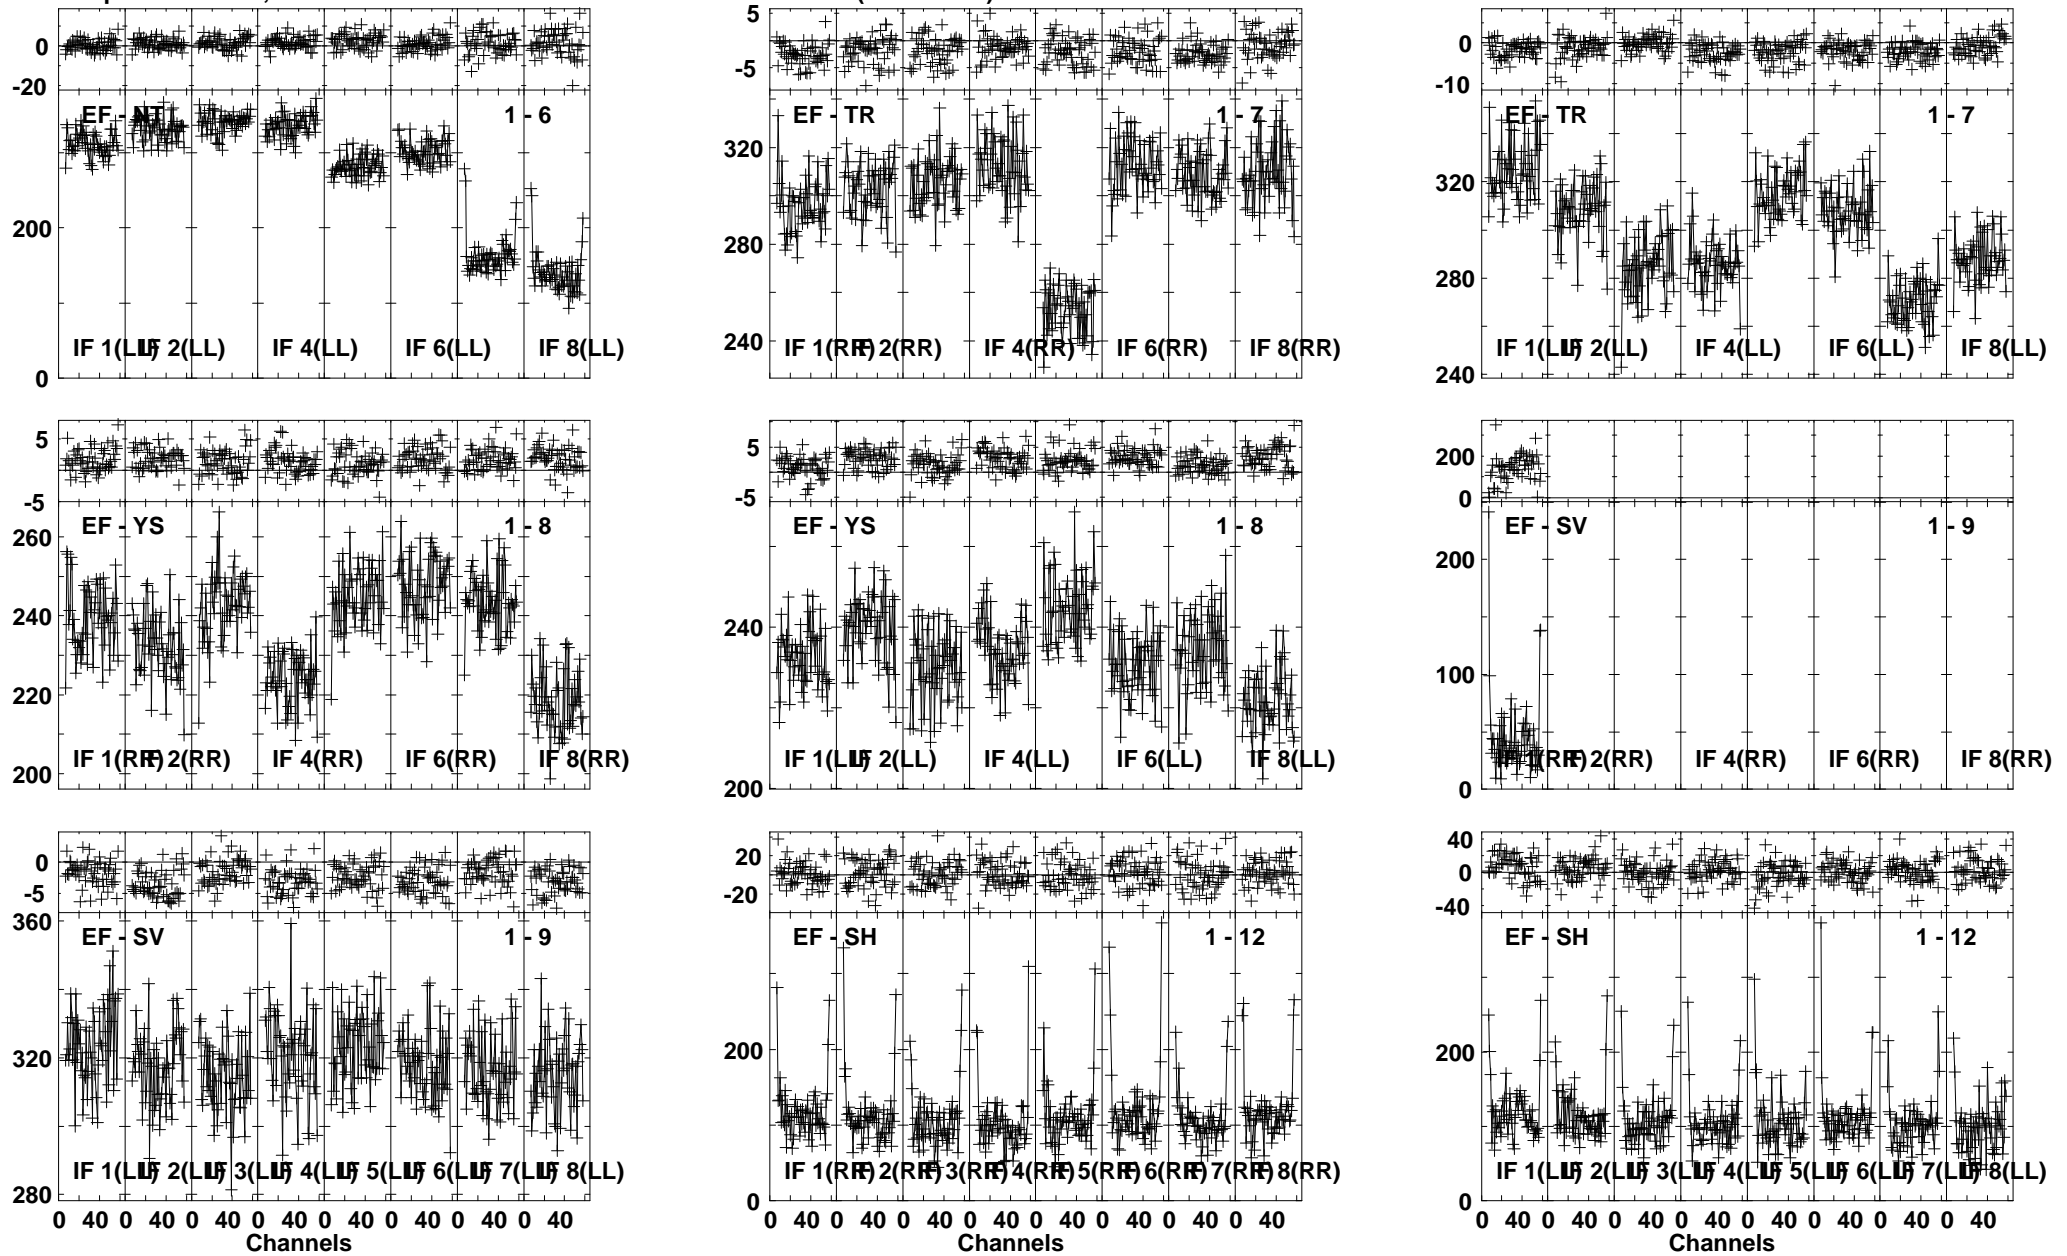 0
-20
EF - NT 1 - 6
200
0
IF 1(LL) IF 2(LL) IF 4(LL) IF 6(LL) IF 8(LL)
5
-5
EF - TR 1 - 7
320
280
240
IF 1(RR) IF 2(RR) IF 4(RR) IF 6(RR) IF 8(RR)
0
-10
EF - TR 1 - 7
320
280
240
IF 1(LL) IF 2(LL) IF 4(LL) IF 6(LL) IF 8(LL)
5
-5
EF - YS 1 - 8
260
240
220
200
IF 1(RR) IF 2(RR) IF 4(RR) IF 6(RR) IF 8(RR)
5
-5
EF - YS 1 - 8
240
200
IF 1(LL) IF 2(LL) IF 4(LL) IF 6(LL) IF 8(LL)
200
0
EF - SV 1 - 9
200
100
0
IF 1(RR) IF 2(RR) IF 4(RR) IF 6(RR) IF 8(RR)
0
-5
EF - SV 1 - 9
360
320
280
IF 1(LL) IF 2(LL) IF 3(LL) IF 4(LL) IF 5(LL) IF 6(LL) IF 7(LL) IF 8(LL)
0 40 0 40 0 40 0 40 0 40 0 40 0 40 0 40
Channels
20
-20
EF - SH 1 - 12
200
0
IF 1(RR) IF 2(RR) IF 3(RR) IF 4(RR) IF 5(RR) IF 6(RR) IF 7(RR) IF 8(RR)
0 40 0 40 0 40 0 40 0 40 0 40 0 40 0 40
Channels
40
0
-40
EF - SH 1 - 12
200
0
IF 1(LL) IF 2(LL) IF 3(LL) IF 4(LL) IF 5(LL) IF 6(LL) IF 7(LL) IF 8(LL)
0 40 0 40 0 40 0 40 0 40 0 40 0 40 0 40
Channels